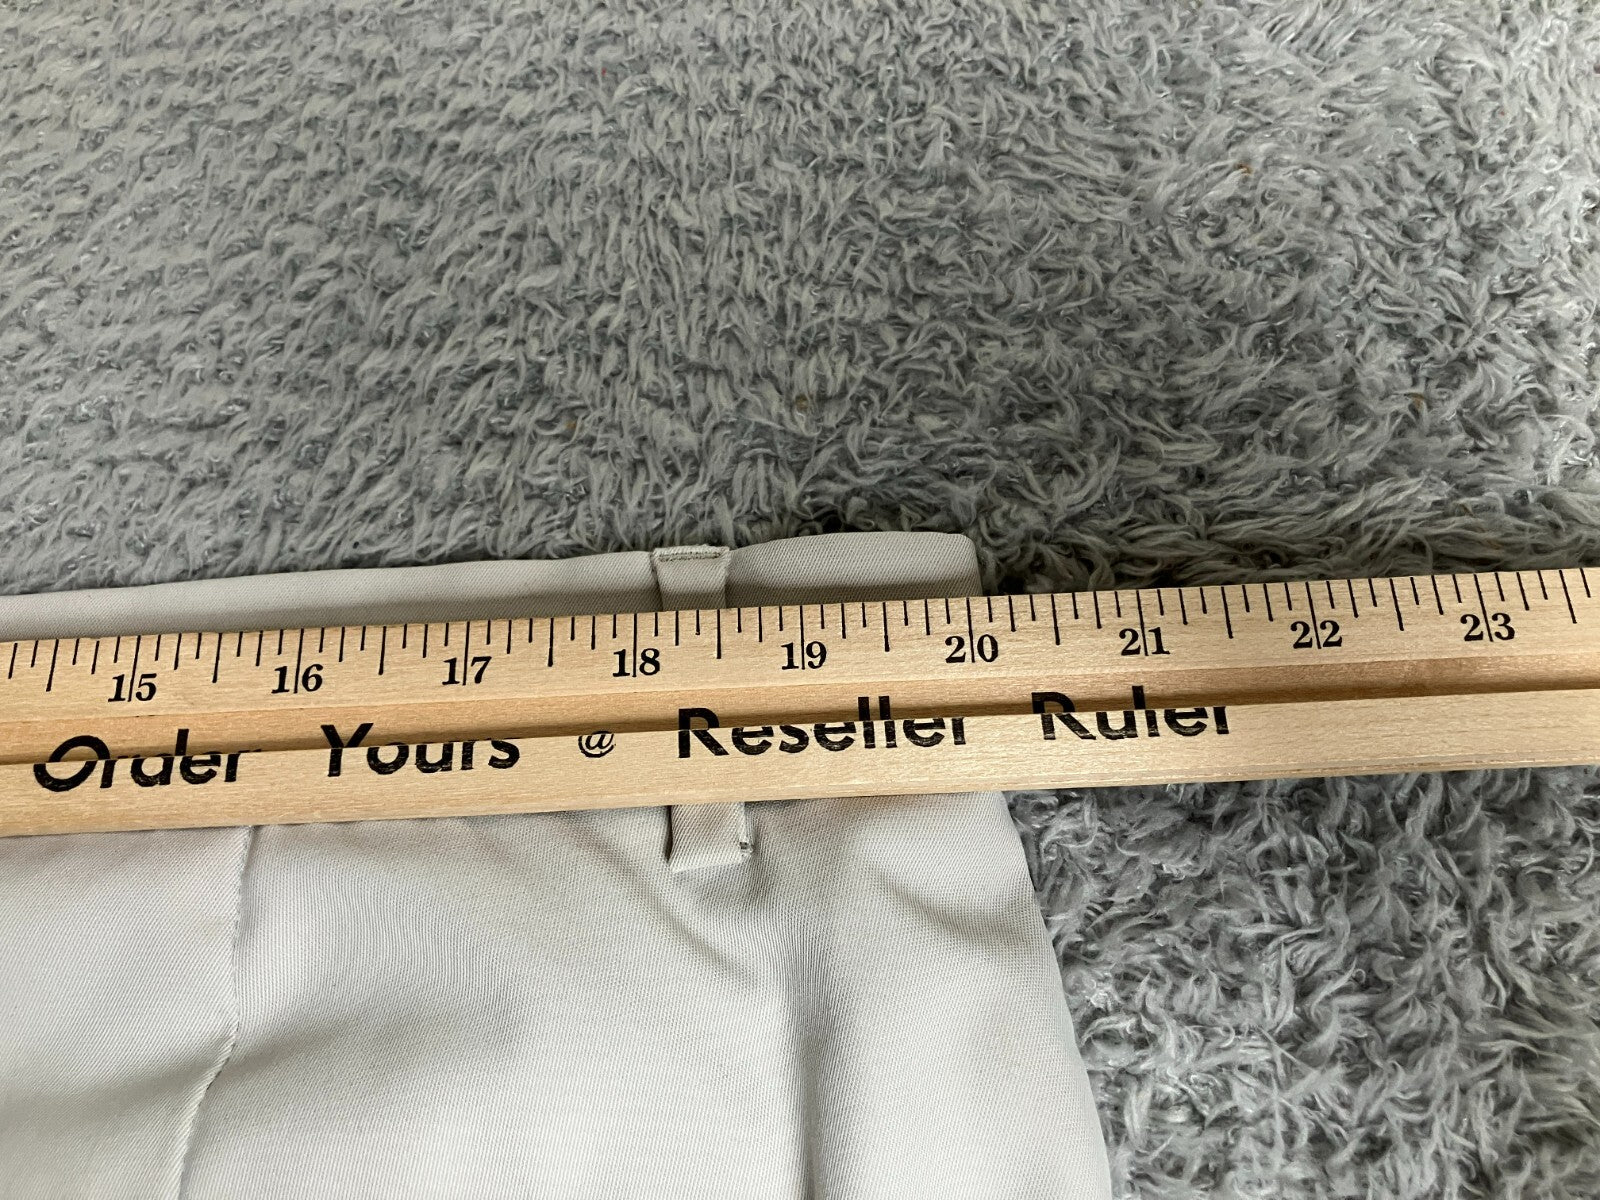 15 16 17 18 19 20 21 22 23
Order Yours @ Reseller Ruler